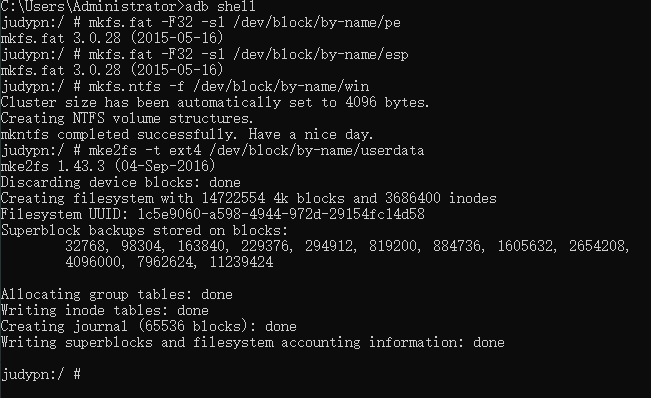 C:\Users\Administrator>adb shell
judypn:/ # mkfs.fat -F32 -s1 /dev/block/by-name/pe
mkfs.fat 3.0.28 (2015-05-16)
judypn:/ # mkfs.fat -F32 -s1 /dev/block/by-name/esp
mkfs.fat 3.0.28 (2015-05-16)
judypn:/ # mkfs.ntfs -f /dev/block/by-name/win
Cluster size has been automatically set to 4096 bytes.
Creating NTFS volume structures.
mkntfs completed successfully. Have a nice day.
judypn:/ # mke2fs -t ext4 /dev/block/by-name/userdata
mke2fs 1.43.3 (04-Sep-2016)
Discarding device blocks: done
Creating filesystem with 14722554 4k blocks and 3686400 inodes
Filesystem UUID: 1c5e9060-a598-4944-972d-29154fc14d58
Superblock backups stored on blocks:
32768, 98304, 163840, 229376, 294912, 819200, 884736, 1605632, 2654208,
4096000, 7962624, 11239424
Allocating group tables: done
Writing inode tables: done
Creating journal (65536 blocks): done
Writing superblocks and filesystem accounting information: done
judypn:/ #